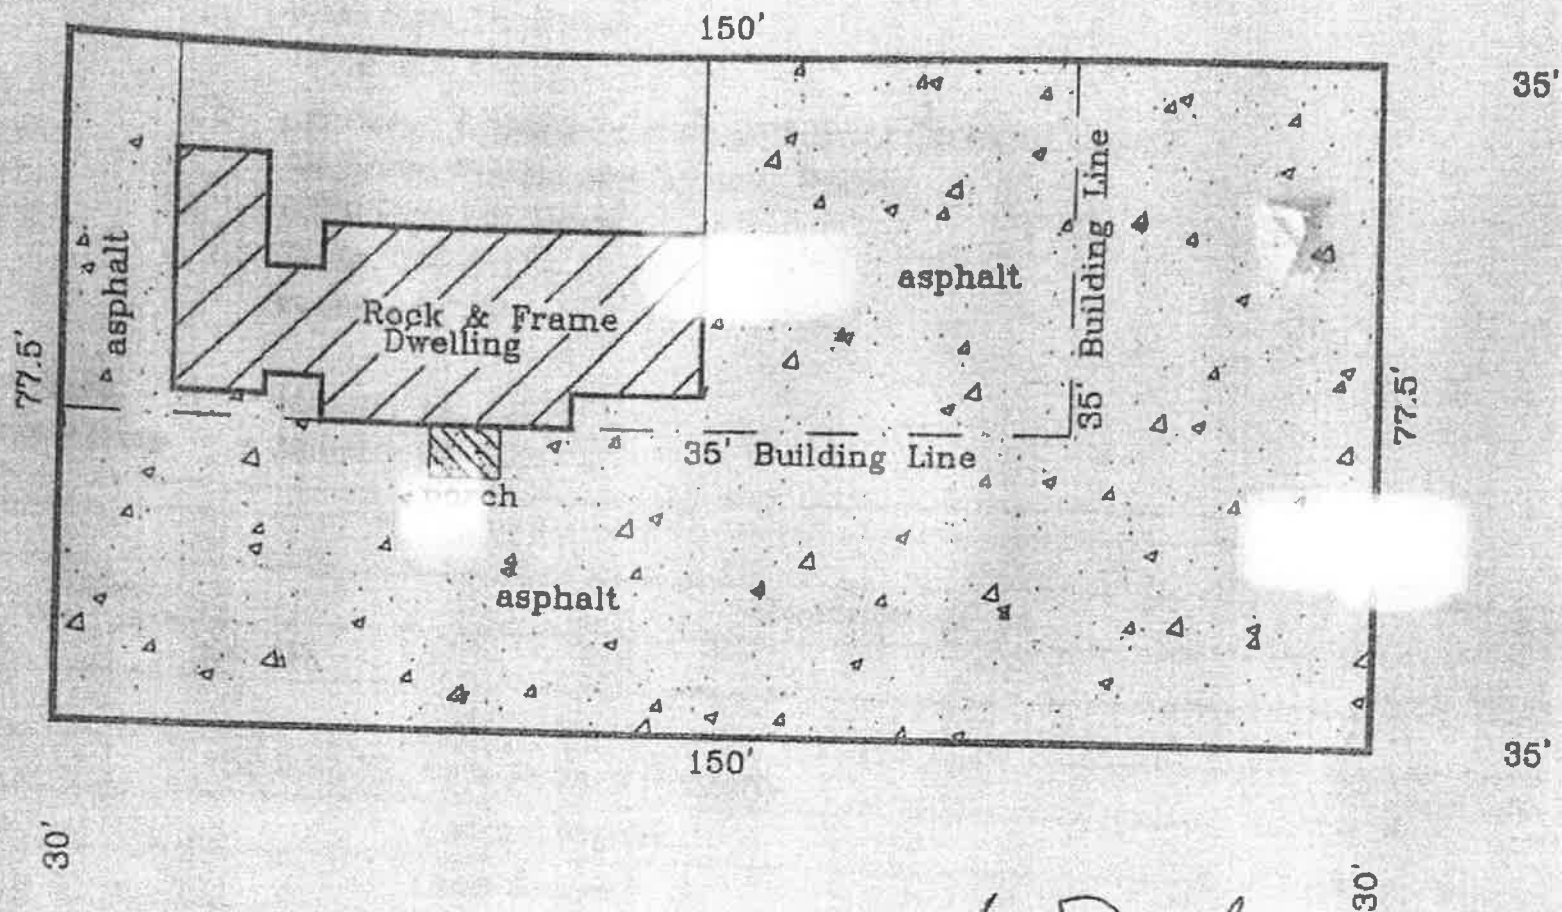 150'
35'
asphalt
77.5'
Rock & Frame
Dwelling
asphalt
35' Building Line
77.5'
35' Building Line
asphalt
150'
35'
30'
30'